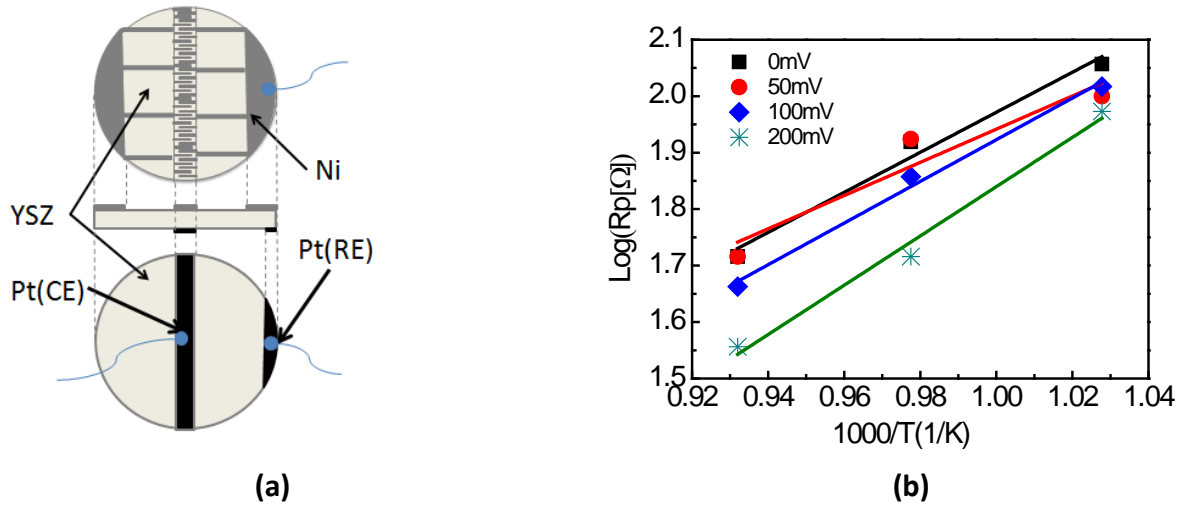 YSZ
Ni
Pt(CE)
Pt(RE)
(a)
Log(Rp[Ω])
2.1
2.0
1.9
1.8
1.7
1.6
1.5
0mV
50mV
100mV
200mV
0.92 0.94 0.96 0.98 1.00 1.02 1.04
1000/T(1/K)
(b)